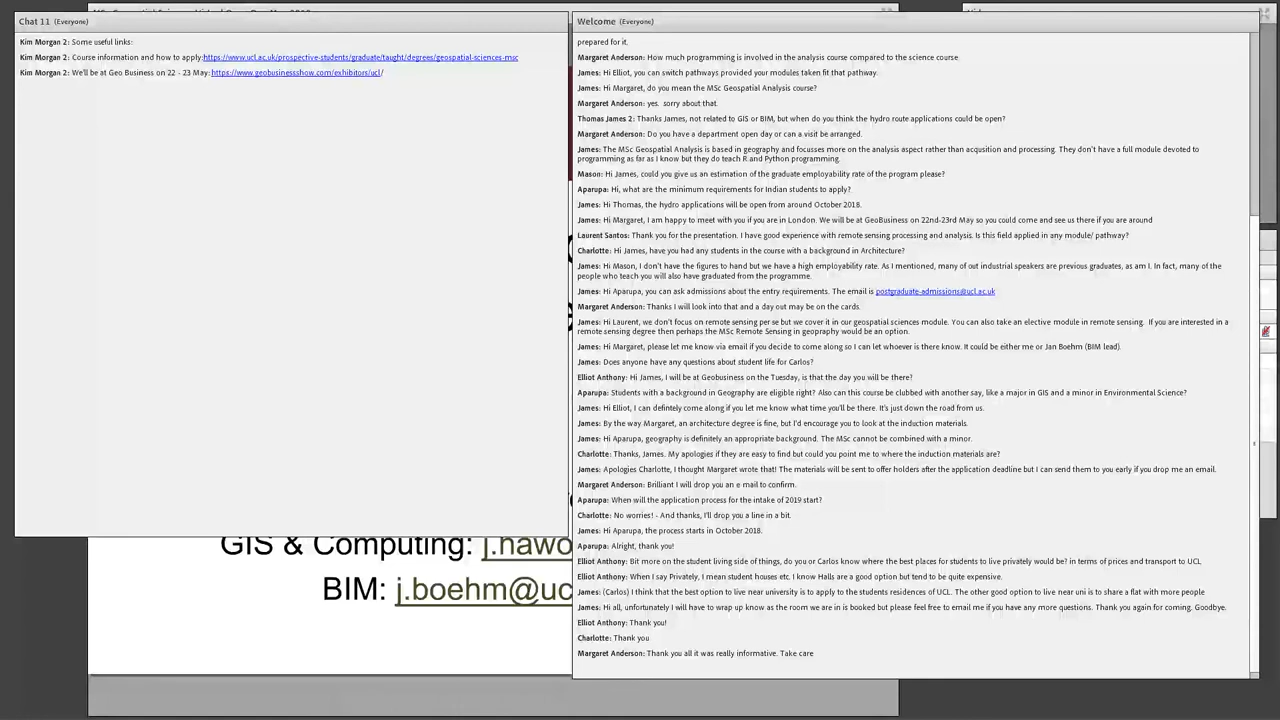 Chat 11 (Everyone)
Kim Morgan 2: Some useful links:
Kim Morgan 2: Course information and how to apply:https://www.ucl.ac.uk/prospective-students/graduate/taught/degrees/geospatial-sciences-msc
Kim Morgan 2: We'll be at Geo Business on 22 - 23 May: https://www.geobusinessshow.com/exhibitors/ucl/
GIS & Computing: j.hawo
BIM: j.boehm@uc
Welcome (Everyone)
prepared for it.
Margaret Anderson: How much programming is involved in the analysis course compared to the science course
James: Hi Elliot, you can switch pathways provided your modules taken fit that pathway.
James: Hi Margaret, do you mean the MSc Geospatial Analysis course?
Margaret Anderson: yes. sorry about that.
Thomas James 2: Thanks James, not related to GIS or BIM, but when do you think the hydro route applications could be open?
Margaret Anderson: Do you have a department open day or can a visit be arranged.
James: The MSc Geospatial Analysis is based in geography and focusses more on the analysis aspect rather than acqusition and processing. They don't have a full module devoted to
programming as far as I know but they do teach R and Python programming.
Mason: Hi James, could you give us an estimation of the graduate employability rate of the program please?
Aparupa: Hi, what are the minimum requirements for Indian students to apply?
James: Hi Thomas, the hydro applications will be open from around October 2018.
James: Hi Margaret, I am happy to meet with you if you are in London. We will be at GeoBusiness on 22nd-23rd May so you could come and see us there if you are around
Laurent Santos: Thank you for the presentation. I have good experience with remote sensing processing and analysis. Is this field applied in any module/ pathway?
Charlotte: Hi James, have you had any students in the course with a background in Architecture?
James: Hi Mason, I don't have the figures to hand but we have a high employability rate. As I mentioned, many of out industrial speakers are previous graduates, as am I. In fact, many of the
people who teach you will also have graduated from the programme.
James: Hi Aparupa, you can ask admissions about the entry requirements. The email is postgraduate-admissions@ucl.ac.uk
Margaret Anderson: Thanks I will look into that and a day out may be on the cards.
James: Hi Laurent, we don't focus on remote sensing per se but we cover it in our geospatial sciences module. You can also take an elective module in remote sensing. If you are interested in a
remote sensing degree then perhaps the MSc Remote Sensing in geopraphy would be an option.
James: Hi Margaret, please let me know via email if you decide to come along so I can let whoever is there know. It could be either me or Jan Boehm (BIM lead).
James: Does anyone have any questions about student life for Carlos?
Elliot Anthony: Hi James, I will be at Geobusiness on the Tuesday, is that the day you will be there?
Aparupa: Students with a background in Geography are eligible right? Also can this course be clubbed with another say, like a major in GIS and a minor in Environmental Science?
James: Hi Elliot, I can defintely come along if you let me know what time you'll be there. It's just down the road from us.
James: By the way Margaret, an architecture degree is fine, but I'd encourage you to look at the induction materials.
James: Hi Aparupa, geography is definitely an appropriate background. The MSc cannot be combined with a minor.
Charlotte: Thanks, James. My apologies if they are easy to find but could you point me to where the induction materials are?
James: Apologies Charlotte, I thought Margaret wrote that! The materials will be sent to offer holders after the application deadline but I can send them to you early if you drop me an email.
Margaret Anderson: Brilliant I will drop you an e mail to confirm.
Aparupa: When will the application process for the intake of 2019 start?
Charlotte: No worries! - And thanks, I'll drop you a line in a bit.
James: Hi Aparupa, the process starts in October 2018.
Aparupa: Alright, thank you!
Elliot Anthony: Bit more on the student living side of things, do you or Carlos know where the best places for students to live privately would be? in terms of prices and transport to UCL
Elliot Anthony: When I say Privately, I mean student houses etc. I know Halls are a good option but tend to be quite expensive.
James: (Carlos) I think that the best option to live near university is to apply to the students residences of UCL. The other good option to live near uni is to share a flat with more people
James: Hi all, unfortunately I will have to wrap up know as the room we are in is booked but please feel free to email me if you have any more questions. Thank you again for coming. Goodbye.
Elliot Anthony: Thank you!
Charlotte: Thank you
Margaret Anderson: Thank you all it was really informative. Take care